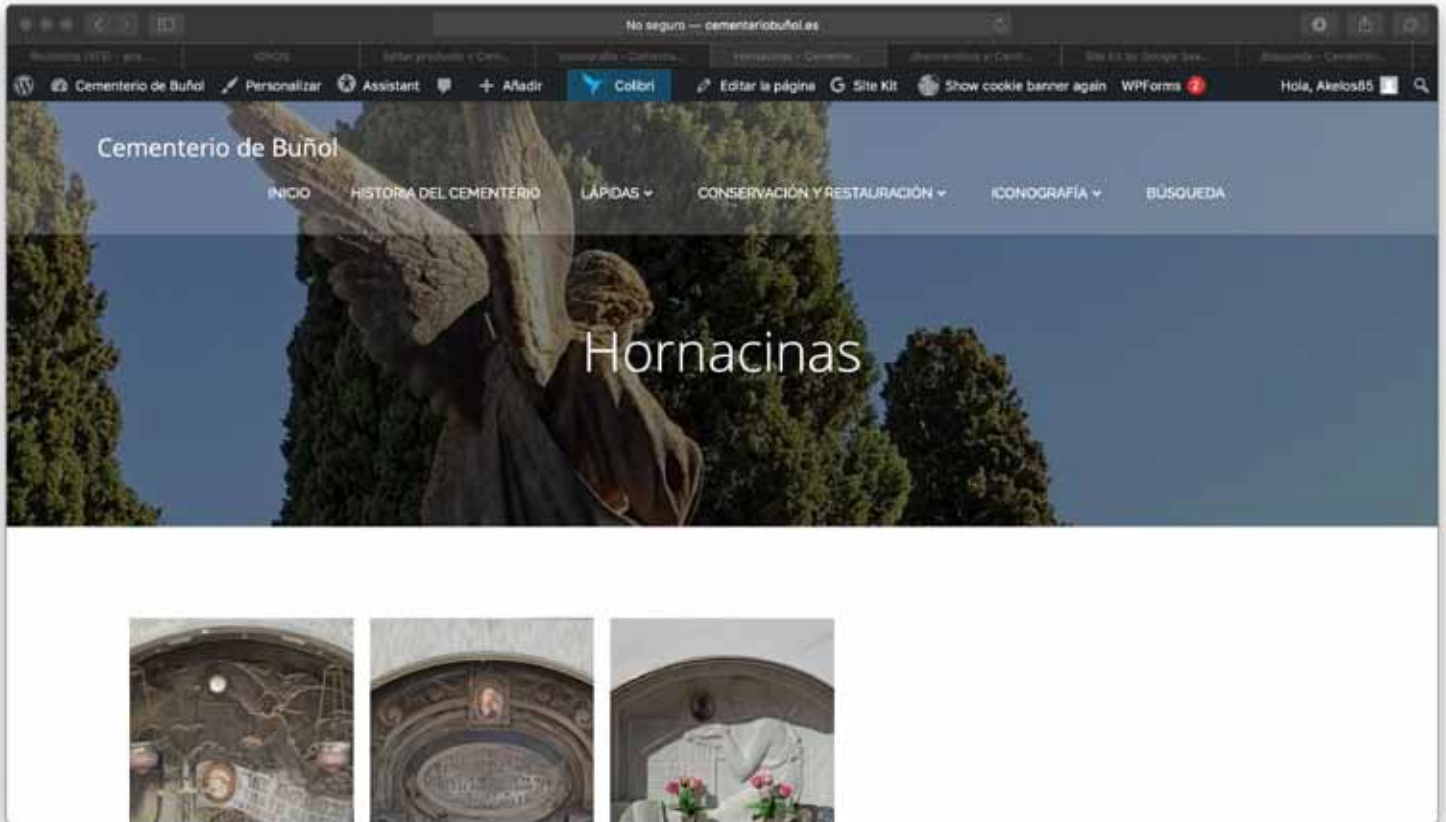 No seguro — cementeriobuñol.es
Cementerio de Buñol Personalizar Assistant + Añadir Colibri Editar la página G Site Kit Show cookie banner again WPForms 2 Hola, Akelos85
Cementerio de Buñol
INICIO HISTORIA DEL CEMENTERIO LÁPIDAS CONSERVACIÓN Y RESTAURACIÓN ICONOGRAFÍA BÚSQUEDA
Hornacinas